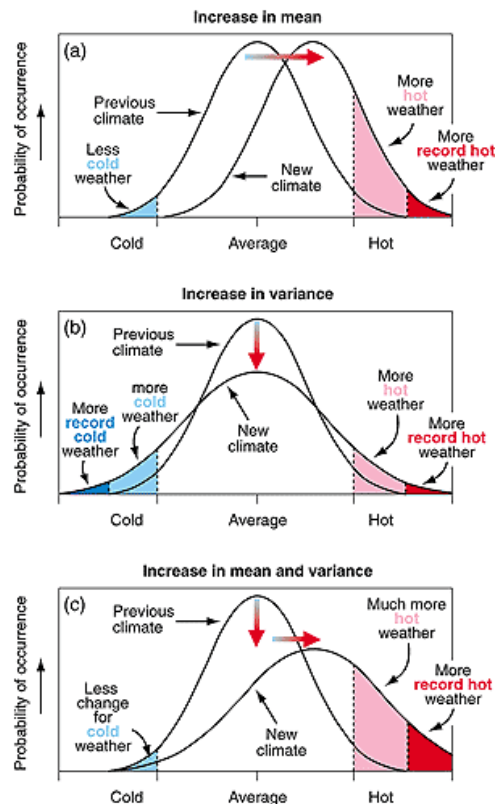 Increase in mean
(a)
Previous
climate
Less
cold
weather
New
climate
More
hot
weather
More
record hot
weather
Probability of occurrence
Cold
Average
Hot
Increase in variance
(b)
Previous
climate
more
cold
weather
More
record
cold
weather
New
climate
More
hot
weather
More
record hot
weather
Probability of occurrence
Cold
Average
Hot
Increase in mean and variance
(c)
Previous
climate
Less
change
for
cold
weather
New
climate
Much more
hot
weather
More
record hot
weather
Probability of occurrence
Cold
Average
Hot